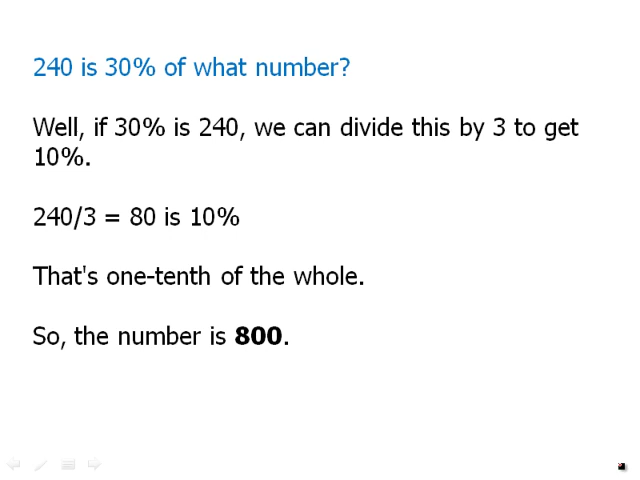 240 is 30% of what number?
Well, if 30% is 240, we can divide this by 3 to get
10%.
240/3 = 80 is 10%
That's one-tenth of the whole.
So, the number is 800.